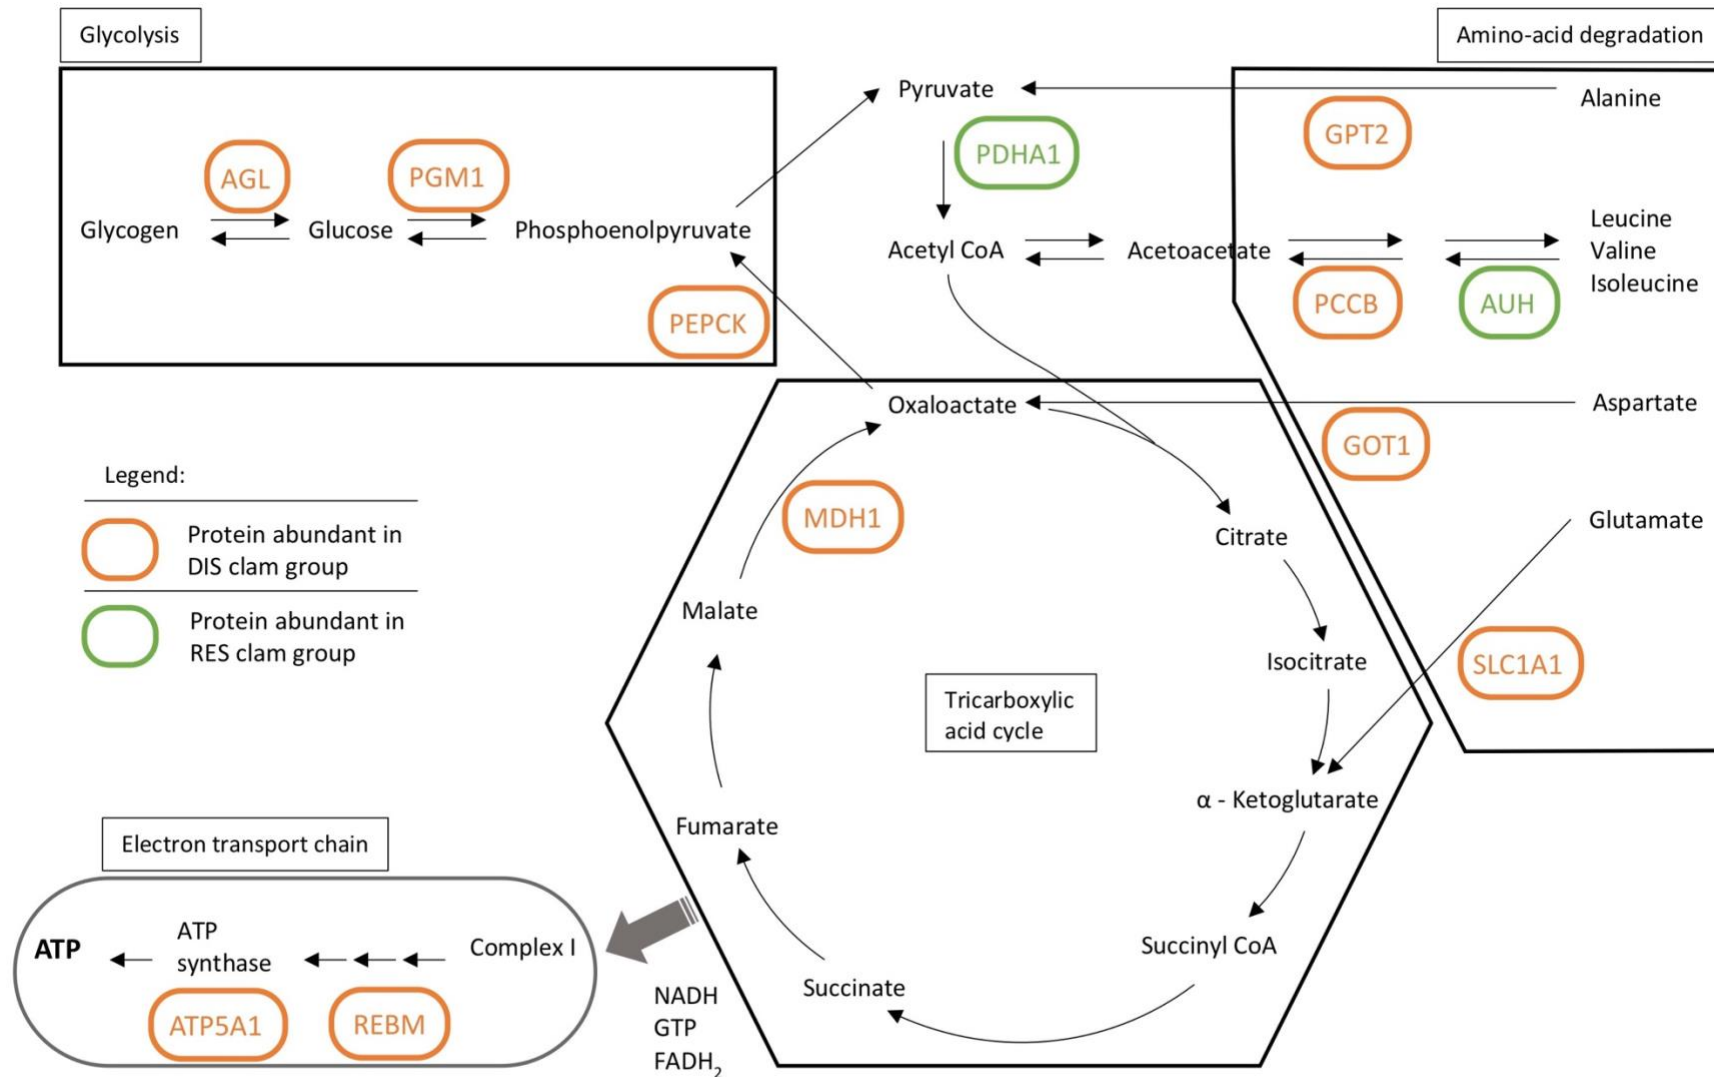 Glycolysis
Amino-acid degradation
Pyruvate
Alanine
GPT2
PDHA1
AGL
PGM1
Glycogen
Glucose
Phosphoenolpyruvate
Acetyl CoA
Acetoacetate
Leucine
Valine
Isoleucine
PCCB
AUH
PEPCK
Oxaloactate
Aspartate
GOT1
Legend:
Protein abundant in
DIS clam group
Protein abundant in
RES clam group
MDH1
Citrate
Glutamate
Malate
Isocitrate
SLC1A1
Tricarboxylic
acid cycle
α - Ketoglutarate
Fumarate
Succinyl CoA
Succinate
Electron transport chain
ATP
ATP
synthase
Complex I
ATP5A1
REBM
NADH
GTP
FADH₂